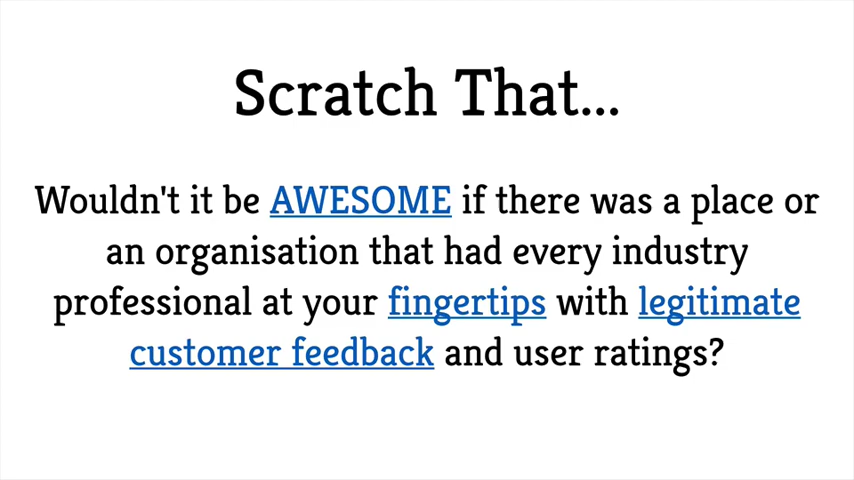 Scratch That...
Wouldn't it be AWESOME if there was a place or
an organisation that had every industry
professional at your fingertips with legitimate
customer feedback and user ratings?